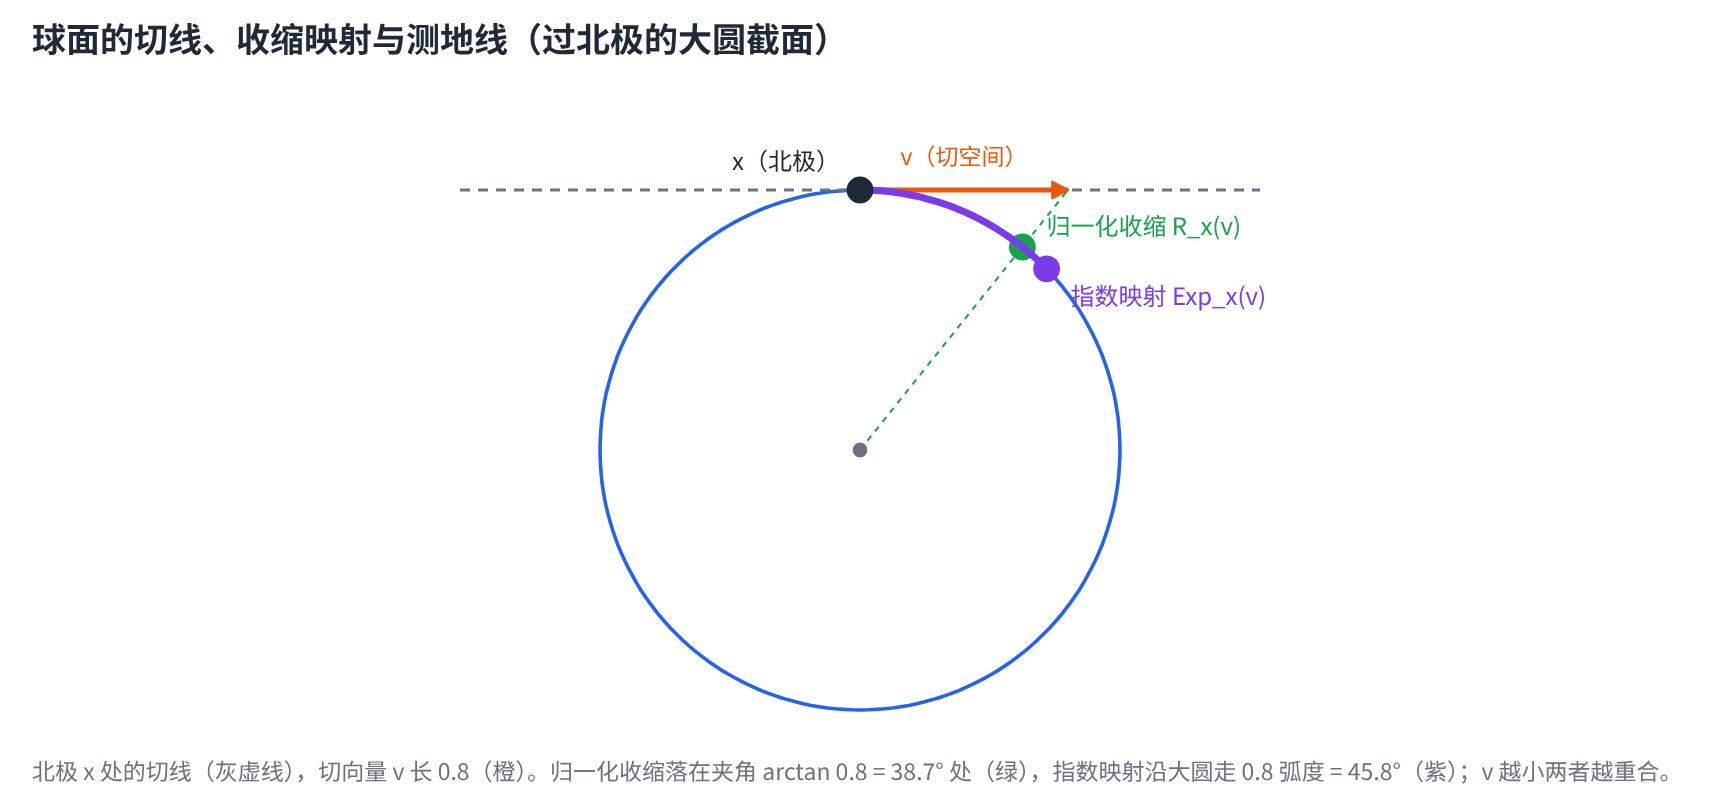 球面的切线、收缩映射与测地线（过北极的大圆截面）
x（北极）
v（切空间）
归一化收缩 R_x(v)
指数映射 Exp_x(v)
北极 x 处的切线（灰虚线），切向量 v 长 0.8（橙）。归一化收缩落在夹角 arctan 0.8 = 38.7° 处（绿），指数映射沿大圆走 0.8 弧度 = 45.8°（紫）；v 越小两者越重合。